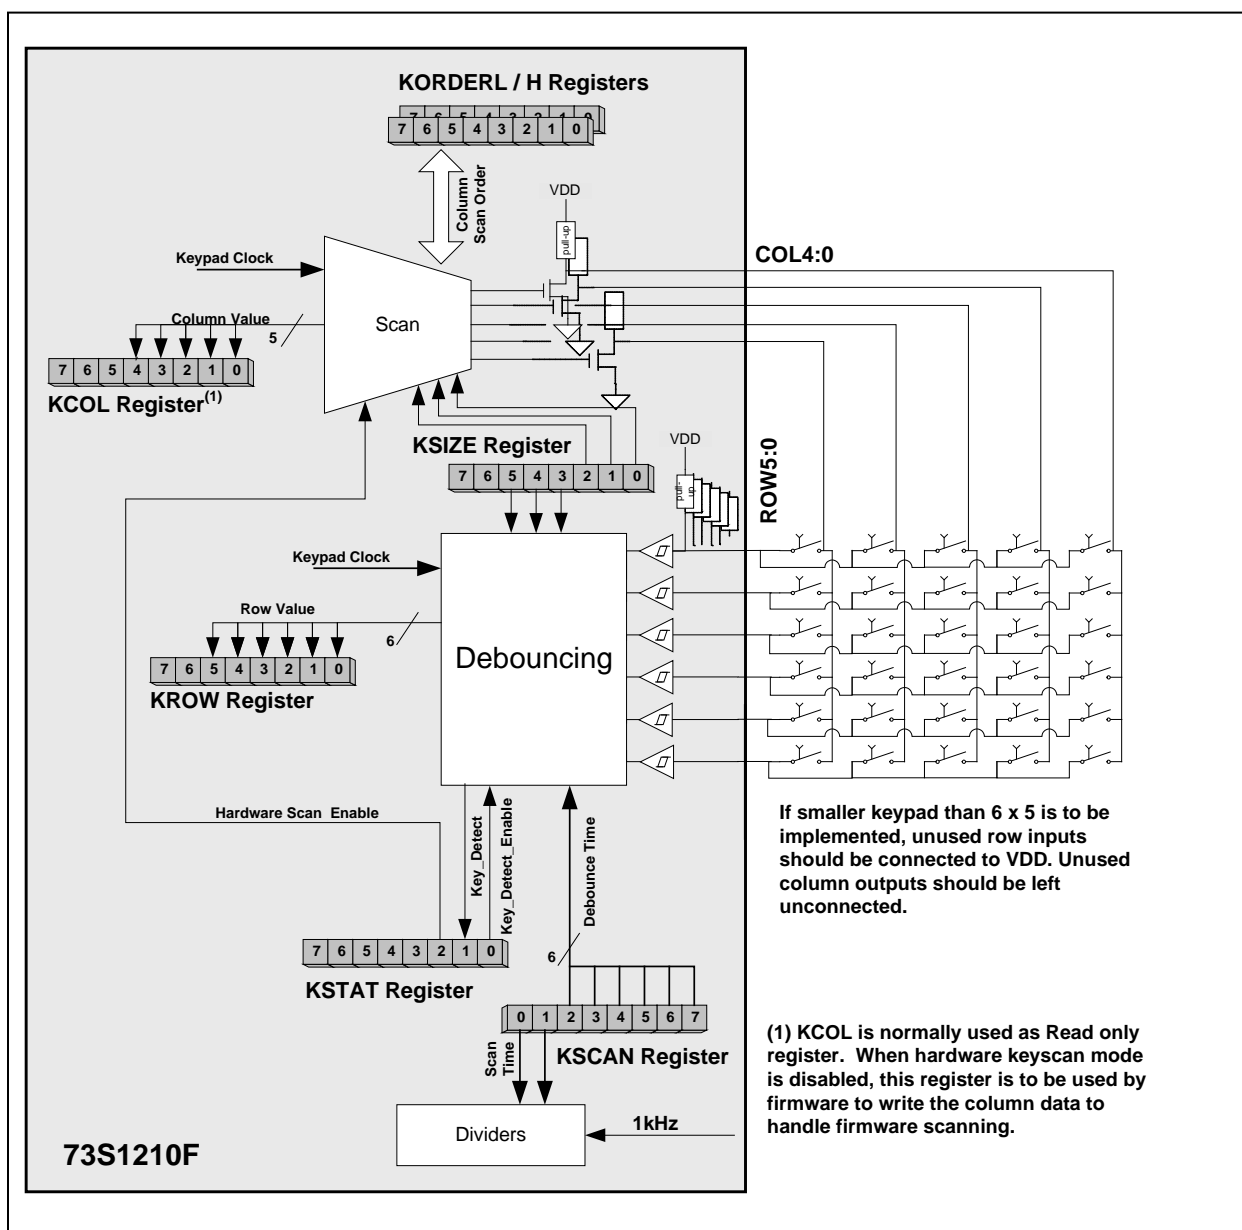 KORDERL / H Registers
7 6 5 4 3 2 1 0
7 6 5 4 3 2 1 0
Column
Scan Order
VDD
pull-up
COL4:0
Keypad Clock
Scan
Column Value
5
7 6 5 4 3 2 1 0
KCOL Register(1)
KSIZE Register
7 6 5 4 3 2 1 0
VDD
pull-
up
ROW5:0
Keypad Clock
Row Value
6
Debouncing
7 6 5 4 3 2 1 0
KROW Register
Hardware Scan Enable
Key_Detect
Key_Detect_Enable
Debounce Time
6
If smaller keypad than 6 x 5 is to be
implemented, unused row inputs
should be connected to VDD. Unused
column outputs should be left
unconnected.
7 6 5 4 3 2 1 0
KSTAT Register
0 1 2 3 4 5 6 7
KSCAN Register
Scan
Time
Dividers
1kHz
(1) KCOL is normally used as Read only
register. When hardware keyscan mode
is disabled, this register is to be used by
firmware to write the column data to
handle firmware scanning.
73S1210F